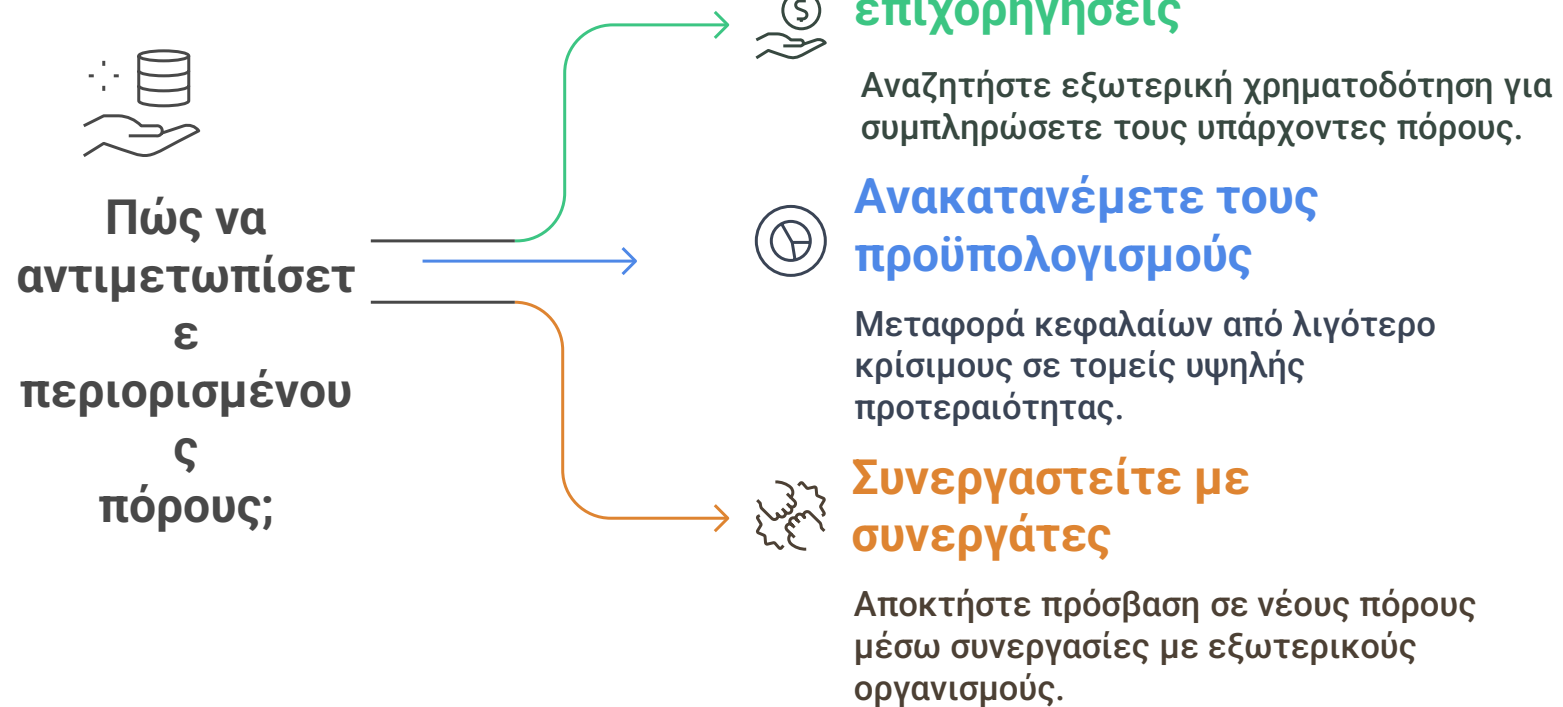 Πώς να
αντιμετωπίσετ
ε
περιορισμένου
ς
πόρους;
επιχορηγήσεις
Αναζητήστε εξωτερική χρηματοδότηση για
συμπληρώσετε τους υπάρχοντες πόρους.
Ανακατανέμετε τους
προϋπολογισμούς
Μεταφορά κεφαλαίων από λιγότερο
κρίσιμους σε τομείς υψηλής
προτεραιότητας.
Συνεργαστείτε με
συνεργάτες
Αποκτήστε πρόσβαση σε νέους πόρους
μέσω συνεργασίες με εξωτερικούς
οργανισμούς.